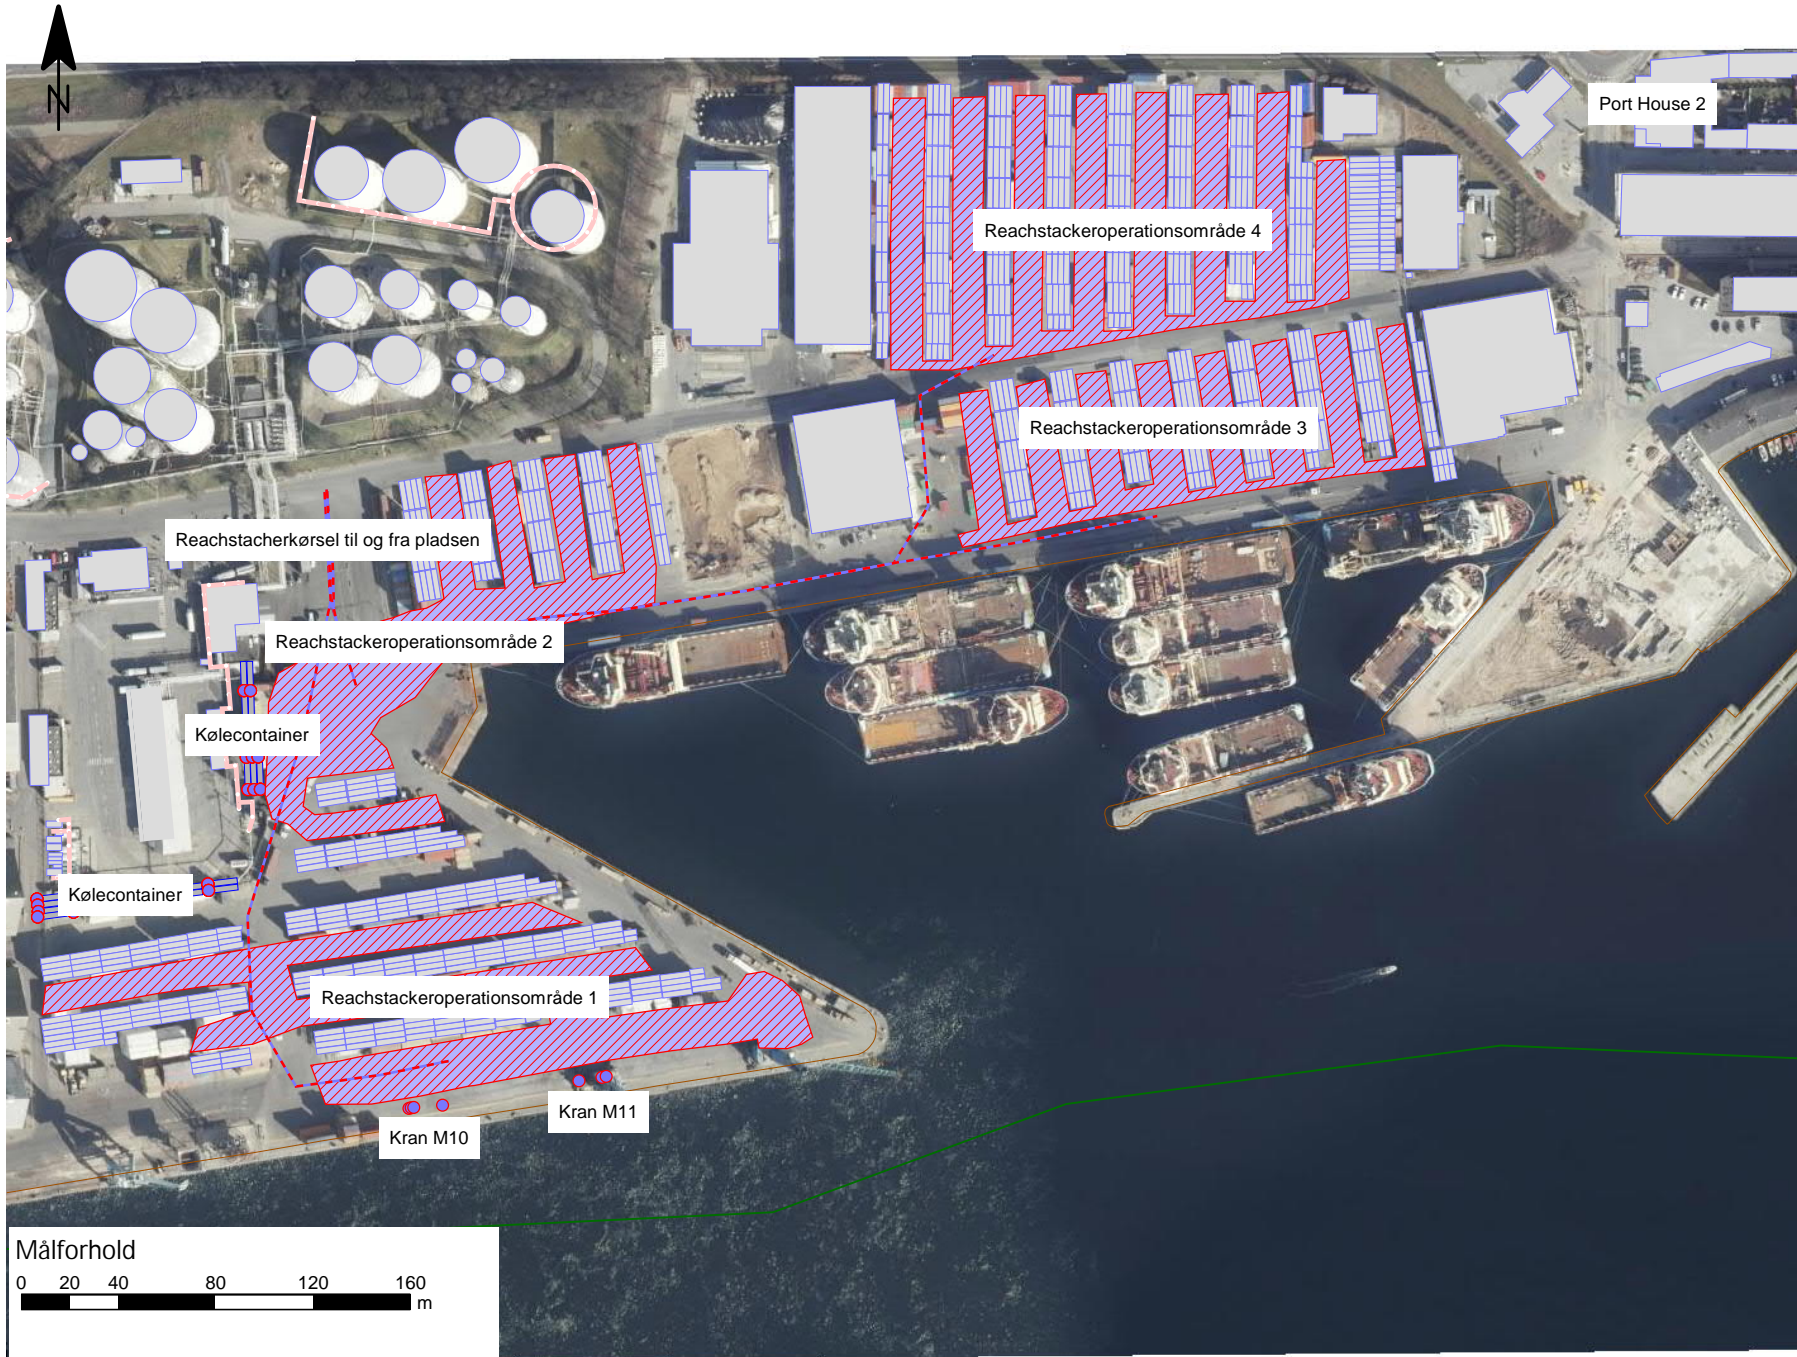 N
Port House 2
Reachstackeroperationsområde 4
Reachstackeroperationsområde 3
Reachstacherkørsel til og fra pladsen
Reachstackeroperationsområde 2
Kølecontainer
Kølecontainer
Reachstackeroperationsområde 1
Kran M11
Kran M10
Målforhold
0 20 40 80 120 160
m